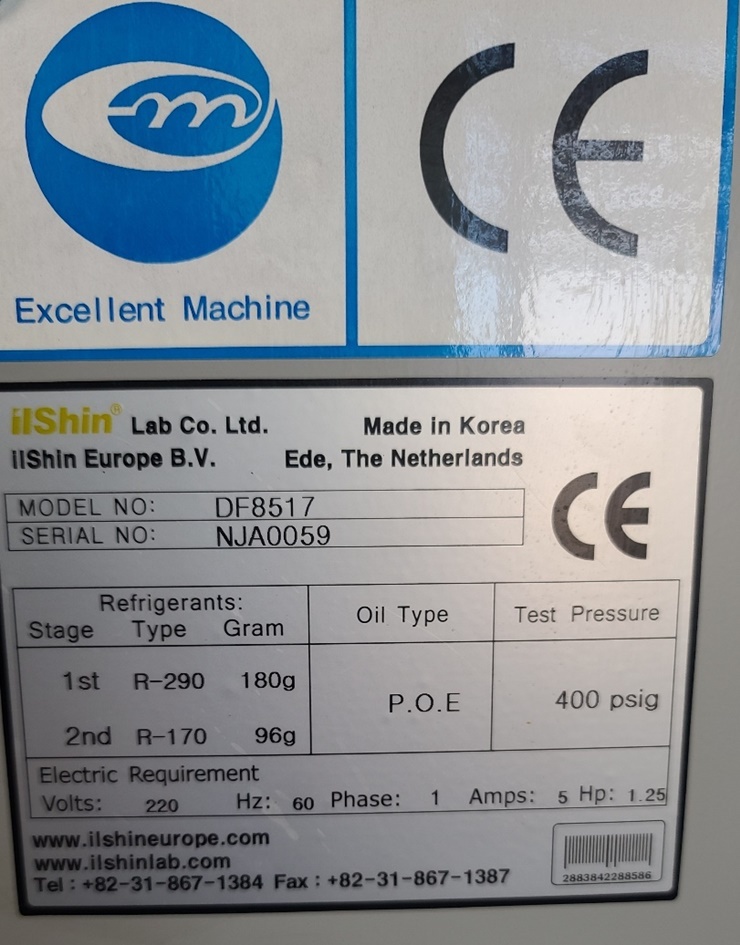 em
Excellent Machine
CE
ilShin® Lab Co. Ltd. Made in Korea
ilShin Europe B.V. Ede, The Netherlands
MODEL NO: DF8517
SERIAL NO: NJA0059
CE
Refrigerants:
Stage Type Gram
Oil Type
Test Pressure
1st R-290 180g
2nd R-170 96g
P.O.E
400 psig
Electric Requirement
Volts: 220 Hz: 60 Phase: 1 Amps: 5 Hp: 1.25
www.ilshineurope.com
www.ilshinlab.com
Tel : +82-31-867-1384 Fax : +82-31-867-1387
2883842288586